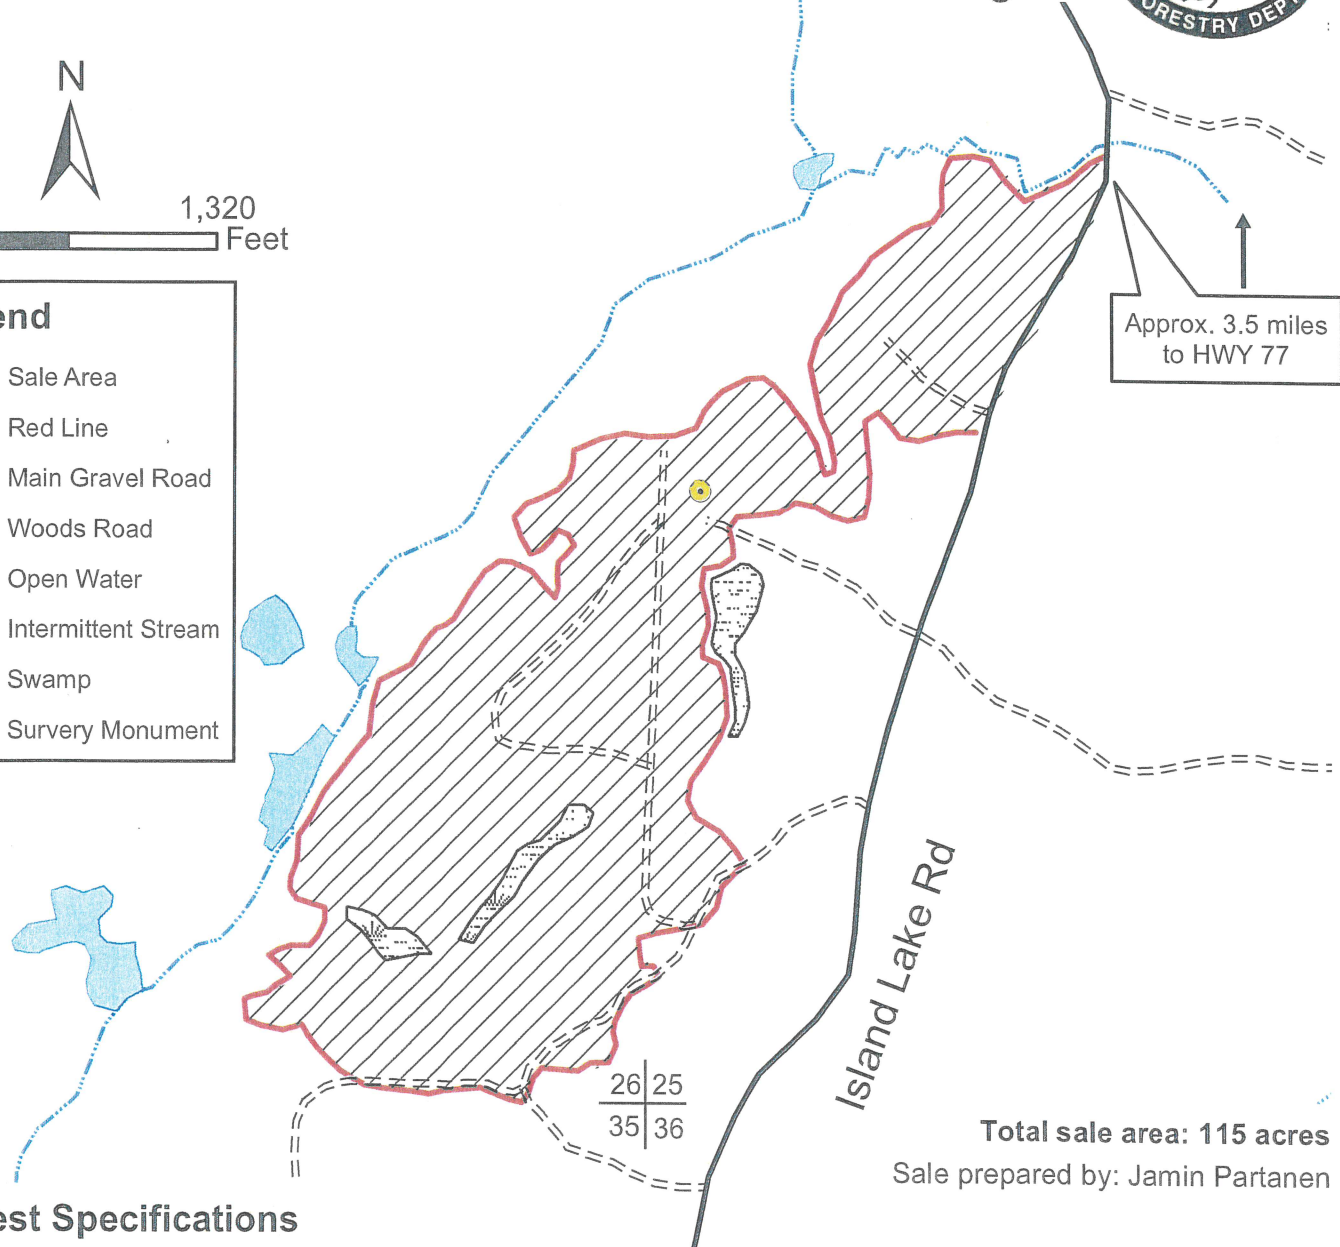 FORESTRY DEPT
N
1,320
Feet
end
Sale Area
Red Line
Main Gravel Road
Woods Road
Open Water
Intermittent Stream
Swamp
Survery Monument
Approx. 3.5 miles
to HWY 77
Island Lake Rd
26 25
35 36
Total sale area: 115 acres
Sale prepared by: Jamin Partanen
est Specifications